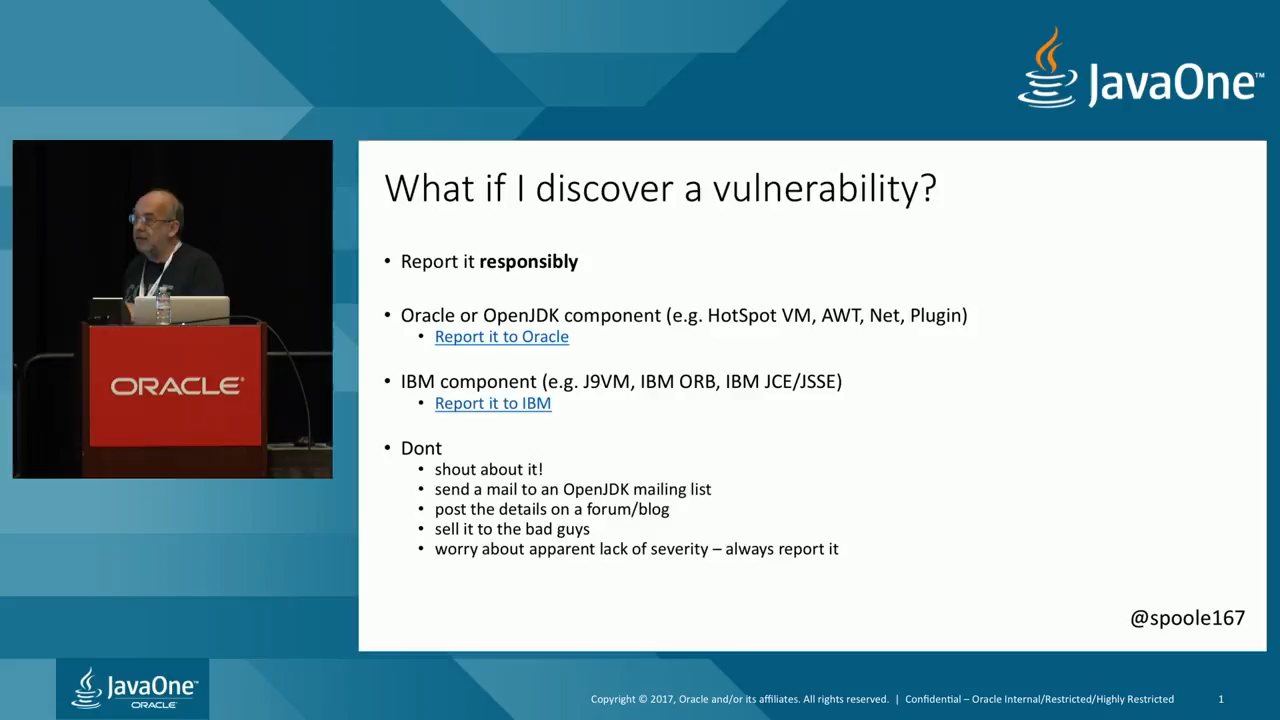 JavaOne™
What if I discover a vulnerability?
• Report it responsibly
• Oracle or OpenJDK component (e.g. HotSpot VM, AWT, Net, Plugin)
• Report it to Oracle
• IBM component (e.g. J9VM, IBM ORB, IBM JCE/JSSE)
• Report it to IBM
• Dont
• shout about it!
• send a mail to an OpenJDK mailing list
• post the details on a forum/blog
• sell it to the bad guys
• worry about apparent lack of severity – always report it
@spoole167
ORACLE®
JavaOne™
ORACLE®
Copyright © 2017, Oracle and/or its affiliates. All rights reserved. | Confidential – Oracle Internal/Restricted/Highly Restricted 1